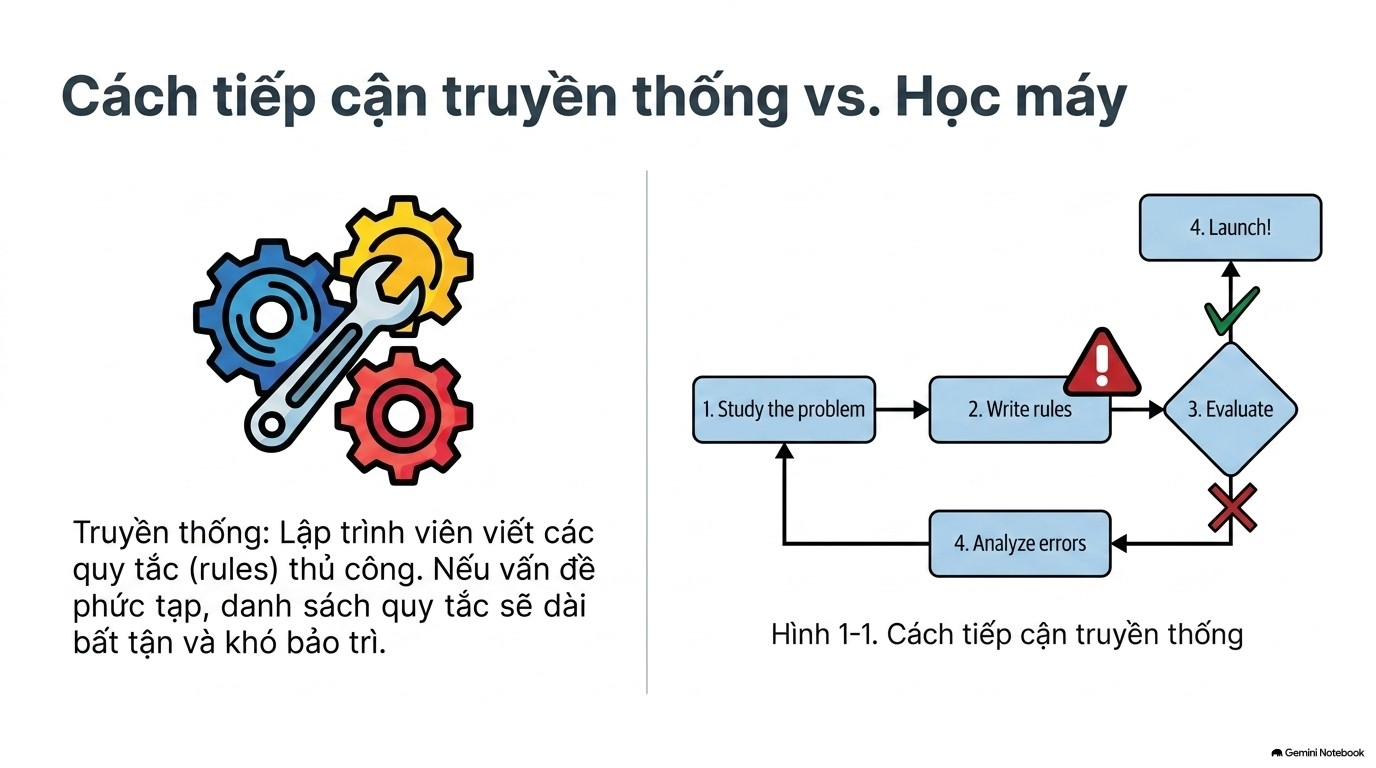 Cách tiếp cận truyền thống vs. Học máy
Truyền thống: Lập trình viên viết các
quy tắc (rules) thủ công. Nếu vấn đề
phức tạp, danh sách quy tắc sẽ dài
bất tận và khó bảo trì.
4. Launch!
1. Study the problem
2. Write rules
3. Evaluate
4. Analyze errors
Hình 1-1. Cách tiếp cận truyền thống
Gemini Notebook